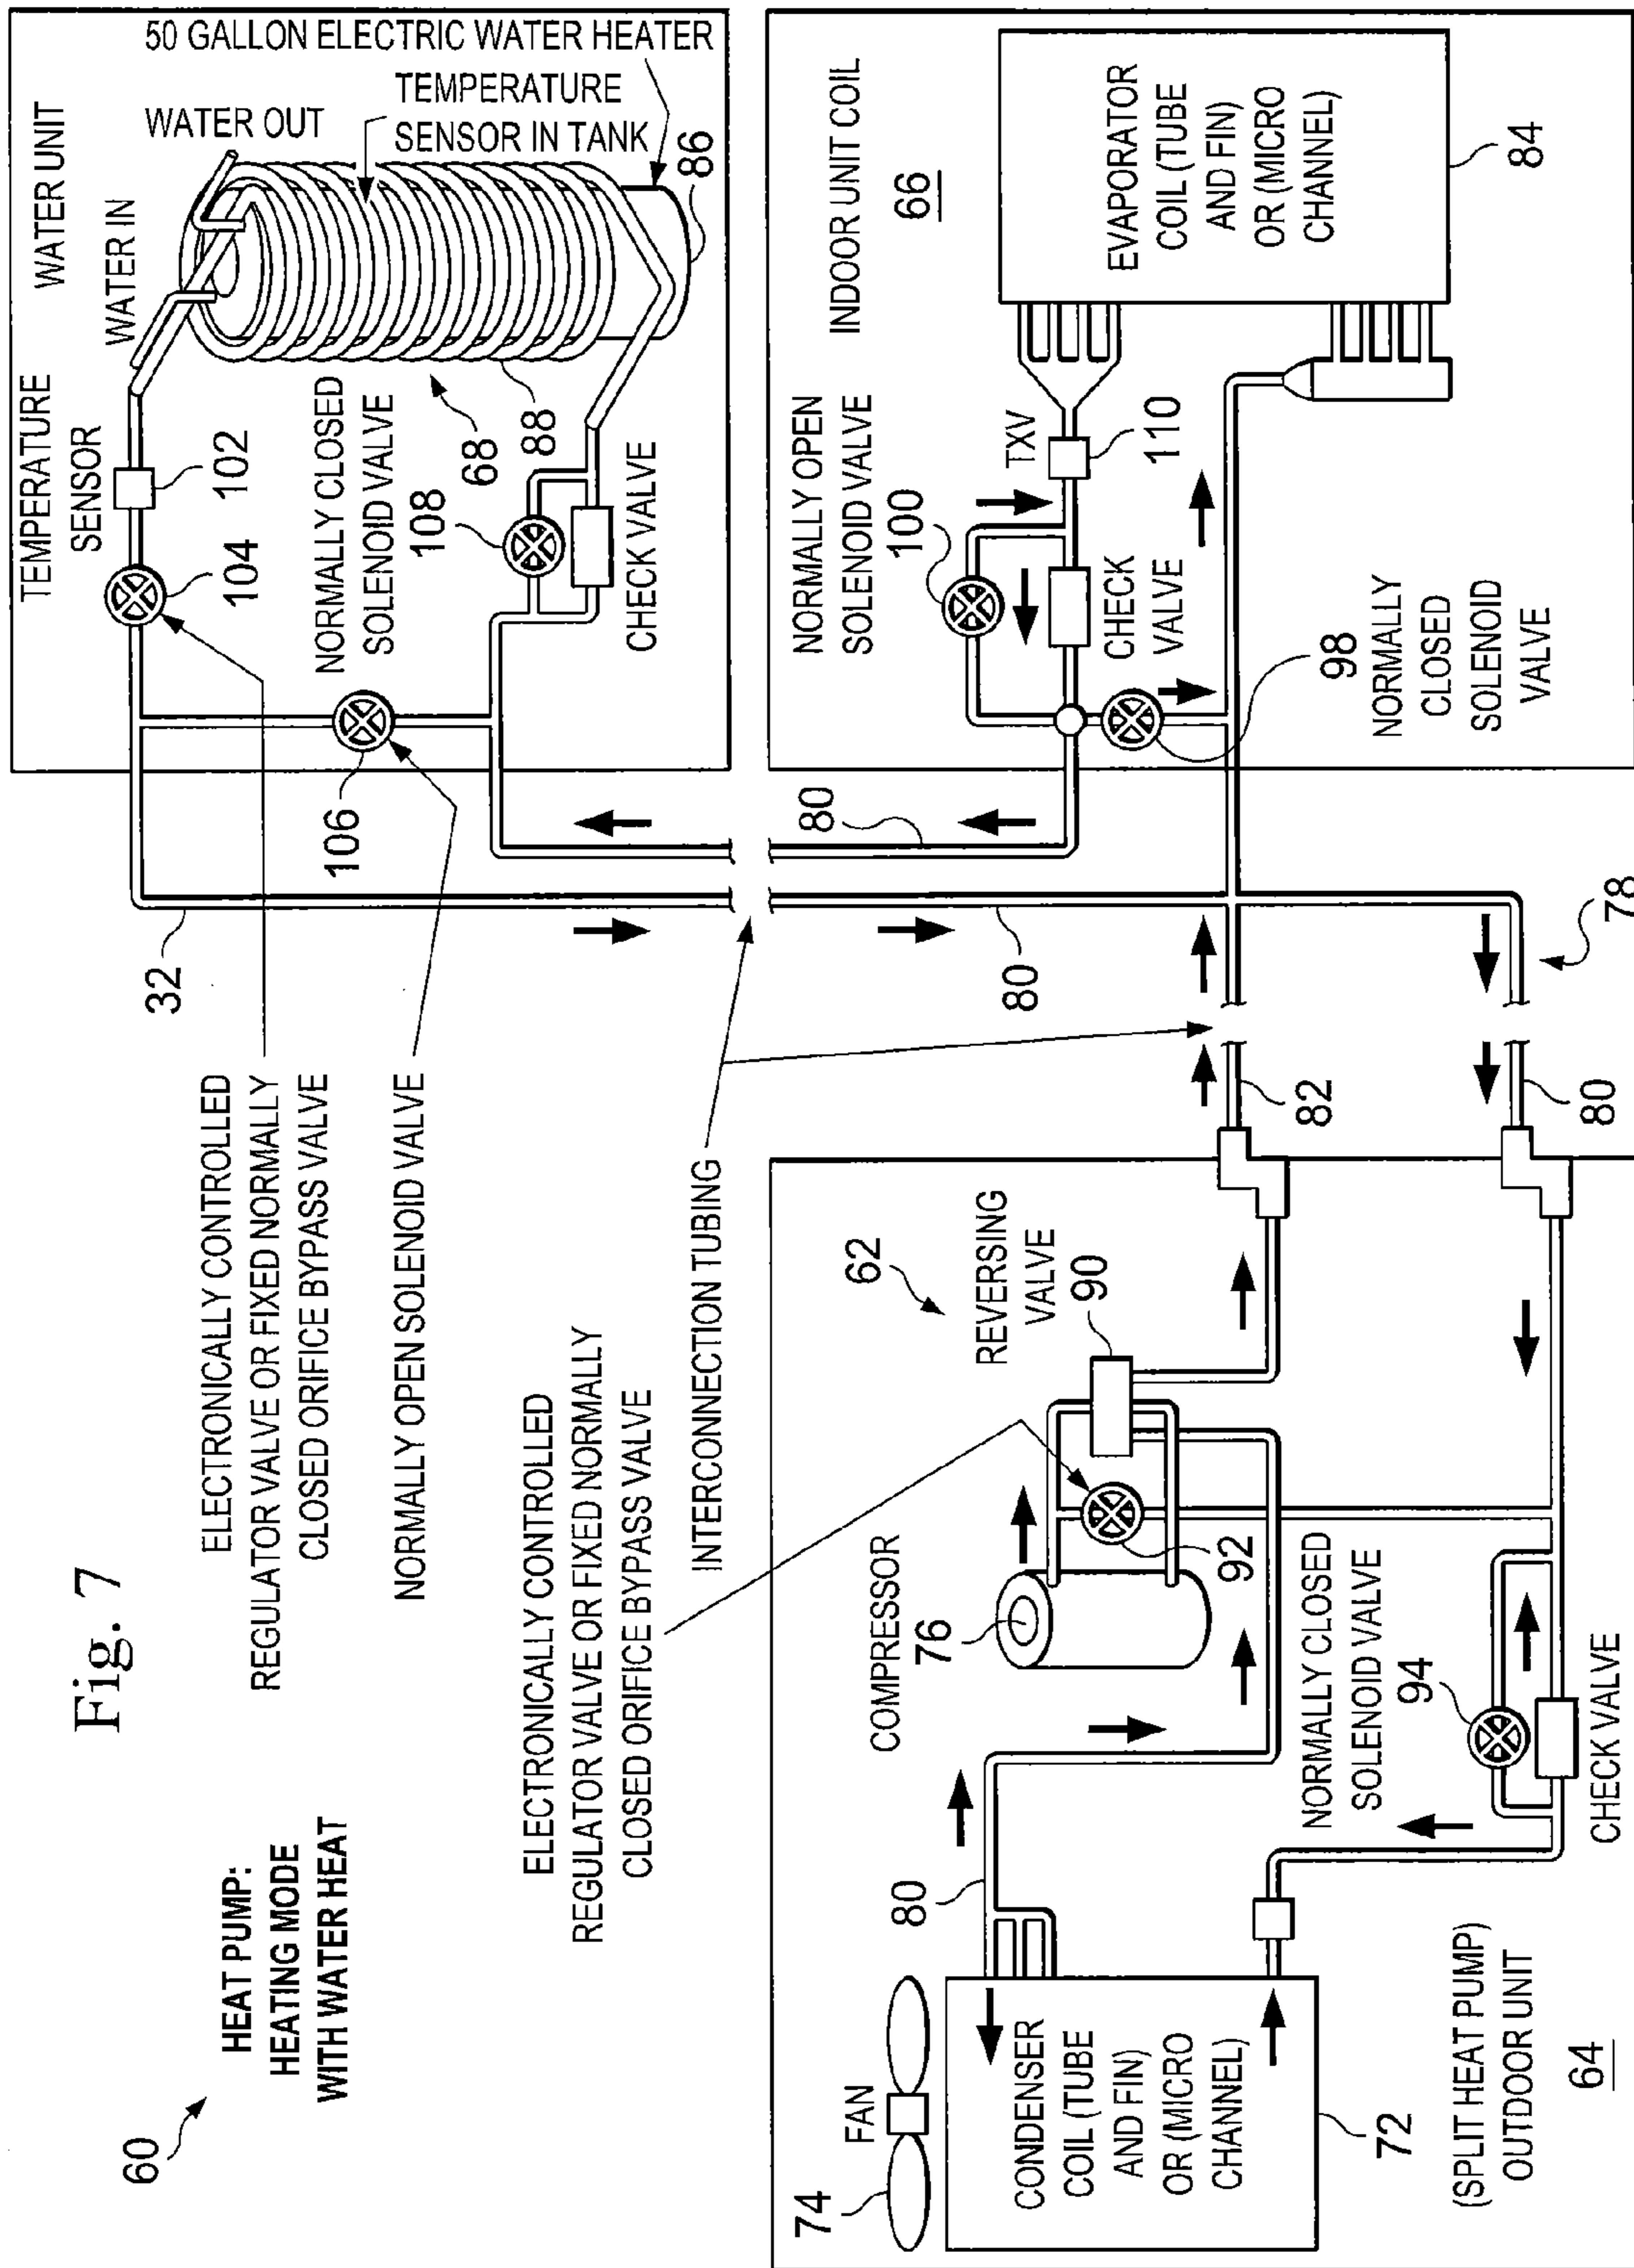 Fig. 7
60
HEAT PUMP:
HEATING MODE
WITH WATER HEAT
ELECTRONICALLY CONTROLLED
REGULATOR VALVE OR FIXED NORMALLY
CLOSED ORIFICE BYPASS VALVE
NORMALLY OPEN SOLENOID VALVE
ELECTRONICALLY CONTROLLED
REGULATOR VALVE OR FIXED NORMALLY
CLOSED ORIFICE BYPASS VALVE
INTERCONNECTION TUBING
32
WATER UNIT
50 GALLON ELECTRIC WATER HEATER
WATER OUT
TEMPERATURE
SENSOR IN TANK
WATER IN
TEMPERATURE
SENSOR
102
104
86
NORMALLY CLOSED
SOLENOID VALVE
108
68
88
CHECK VALVE
106
80
80
INDOOR UNIT COIL
66
EVAPORATOR
COIL (TUBE
AND FIN)
OR (MICRO
CHANNEL)
84
NORMALLY OPEN
SOLENOID VALVE
100
TXV
110
CHECK
VALVE
98
NORMALLY
CLOSED
SOLENOID
VALVE
78
82
80
62
REVERSING
VALVE
90
COMPRESSOR
76
92
NORMALLY CLOSED
SOLENOID VALVE
94
CHECK VALVE
80
FAN
74
CONDENSER
COIL (TUBE
AND FIN)
OR (MICRO
CHANNEL)
72
(SPLIT HEAT PUMP)
OUTDOOR UNIT
64